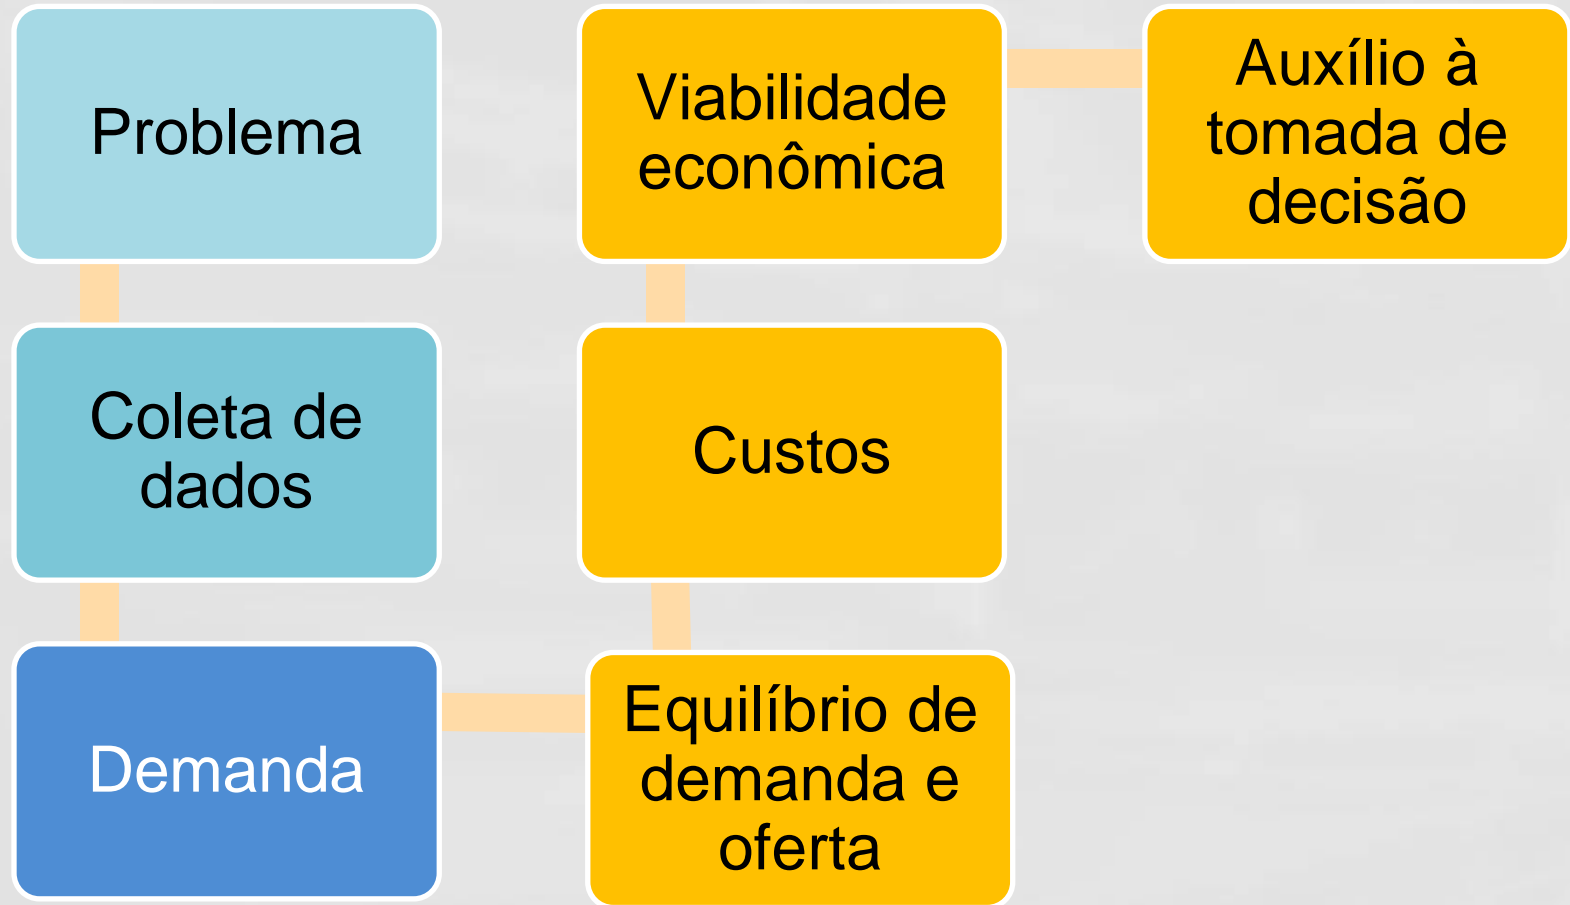 Problema
Coleta de
dados
Demanda
Equilíbrio de
demanda e
oferta
Custos
Viabilidade
econômica
Auxílio à
tomada de
decisão